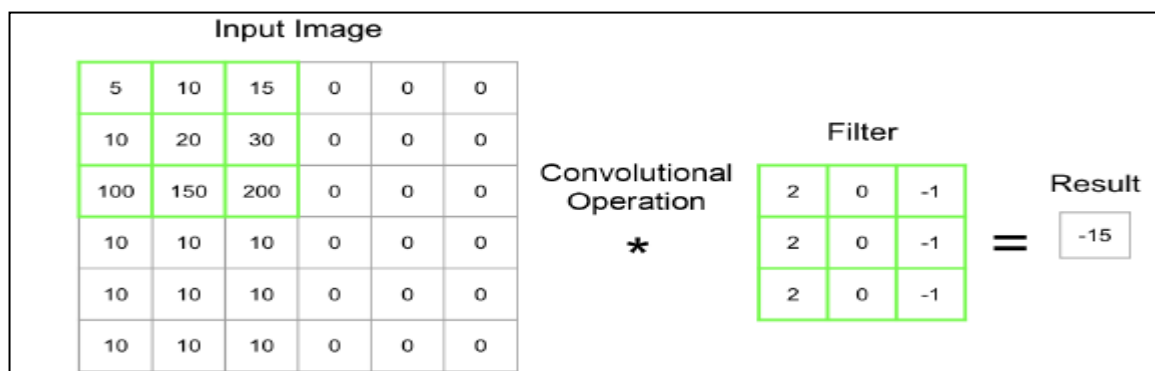 Input Image
5 10 15 0 0 0
10 20 30 0 0 0
100 150 200 0 0 0
10 10 10 0 0 0
10 10 10 0 0 0
10 10 10 0 0 0
Convolutional
Operation
*
Filter
2 0 -1
2 0 -1
2 0 -1
=
Result
-15